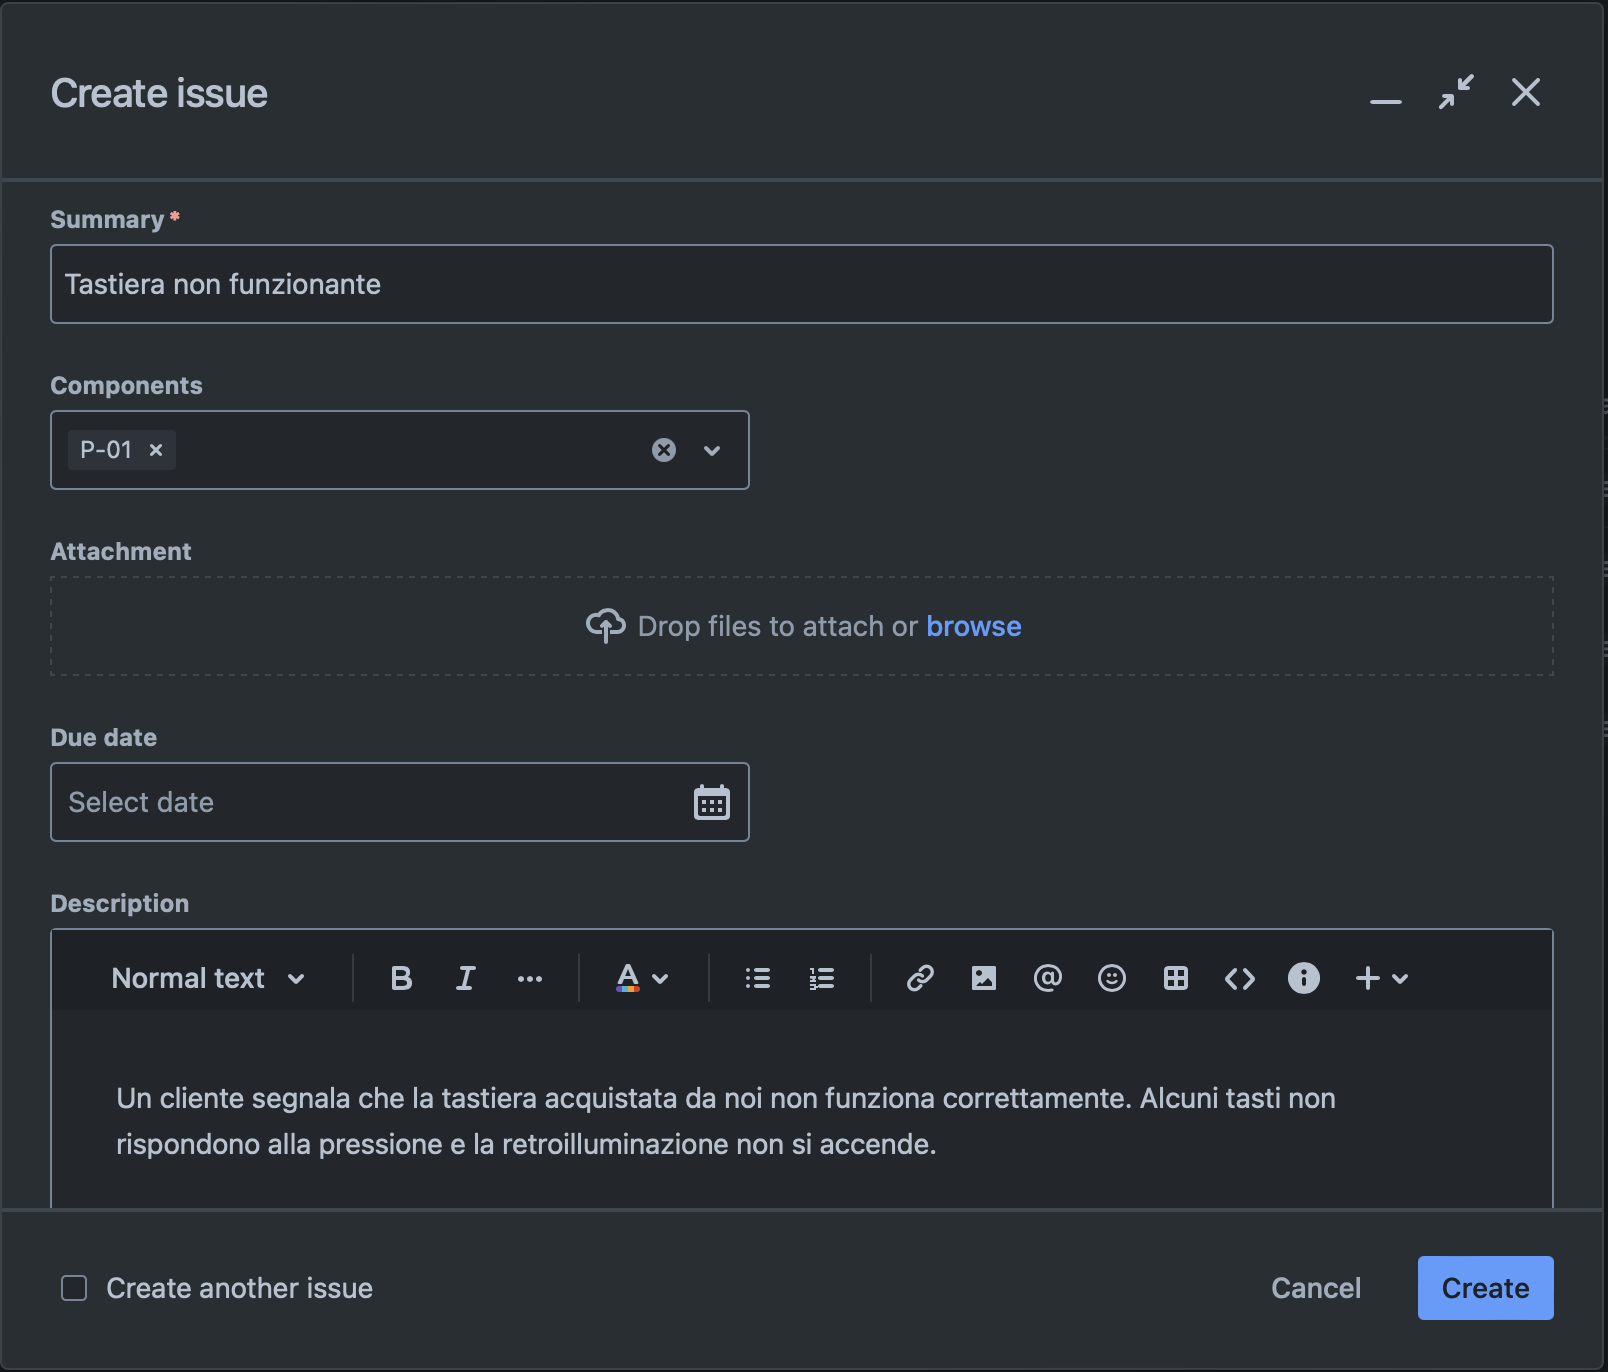 Create issue
Summary *
Tastiera non funzionante
Components
P-01
Attachment
Drop files to attach or browse
Due date
Select date
Description
Normal text
Un cliente segnala che la tastiera acquistata da noi non funziona correttamente. Alcuni tasti non
rispondono alla pressione e la retroilluminazione non si accende.
Create another issue
Cancel
Create